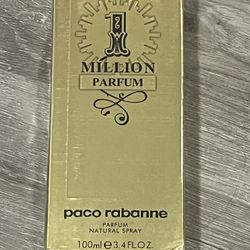 1
MILLION
PARFUM
paco rabanne
PARFUM
NATURAL SPRAY
100ml e 3.4 FL.OZ.